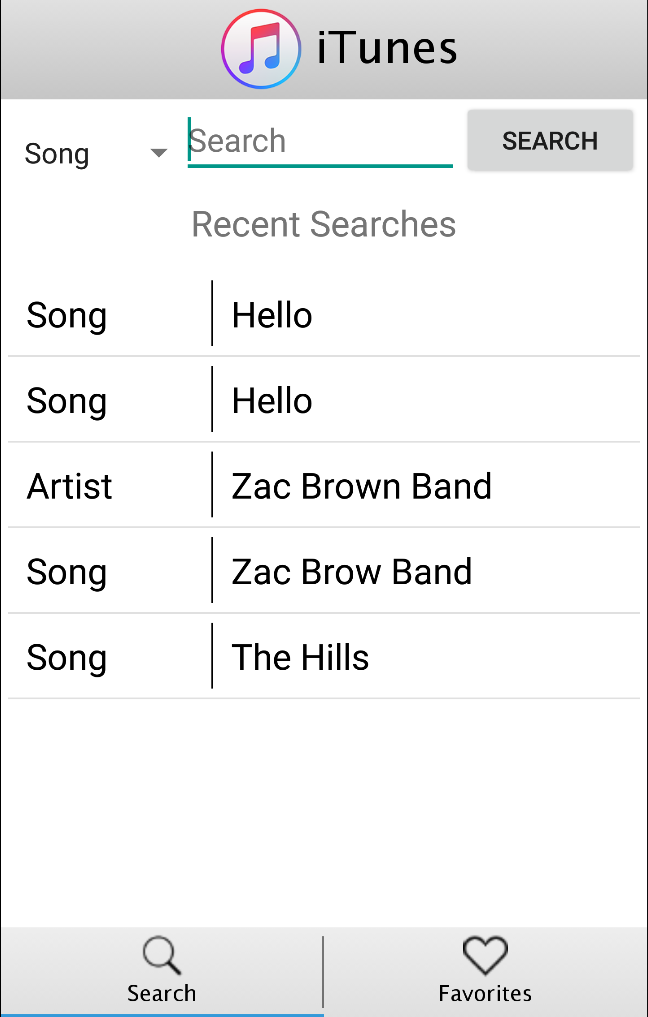 iTunes
Song Search SEARCH
Recent Searches
Song Hello
Song Hello
Artist Zac Brown Band
Song Zac Brow Band
Song The Hills
Search Favorites